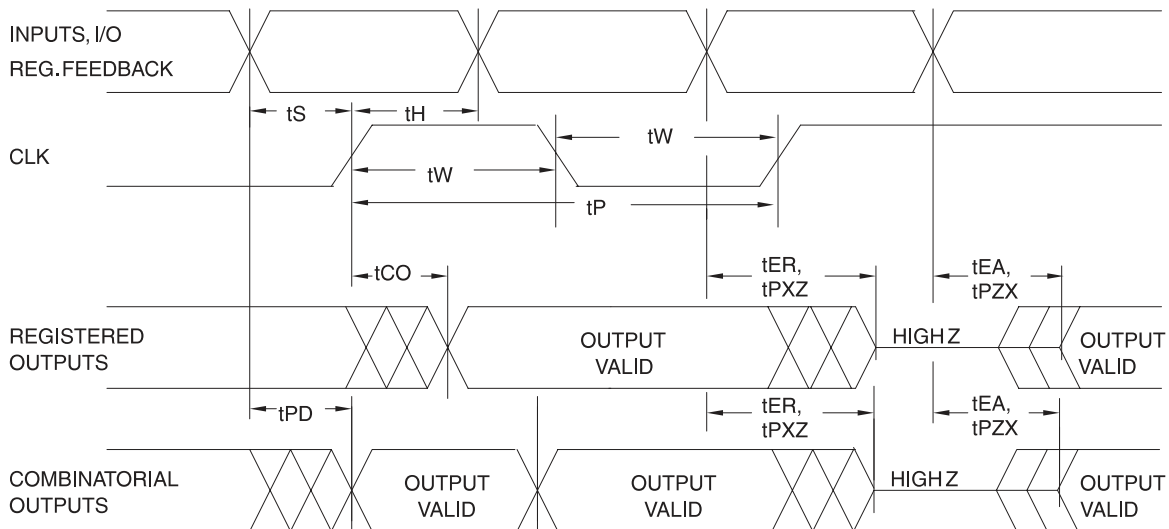 INPUTS, I/O
REG.FEEDBACK
tS
tH
CLK
tW
tW
tP
tCO
tER,
tPXZ
tEA,
tPZX
REGISTERED
OUTPUTS
OUTPUT
VALID
HIGH Z
OUTPUT
VALID
tPD
tER,
tPXZ
tEA,
tPZX
COMBINATORIAL
OUTPUTS
OUTPUT
VALID
OUTPUT
VALID
HIGH Z
OUTPUT
VALID